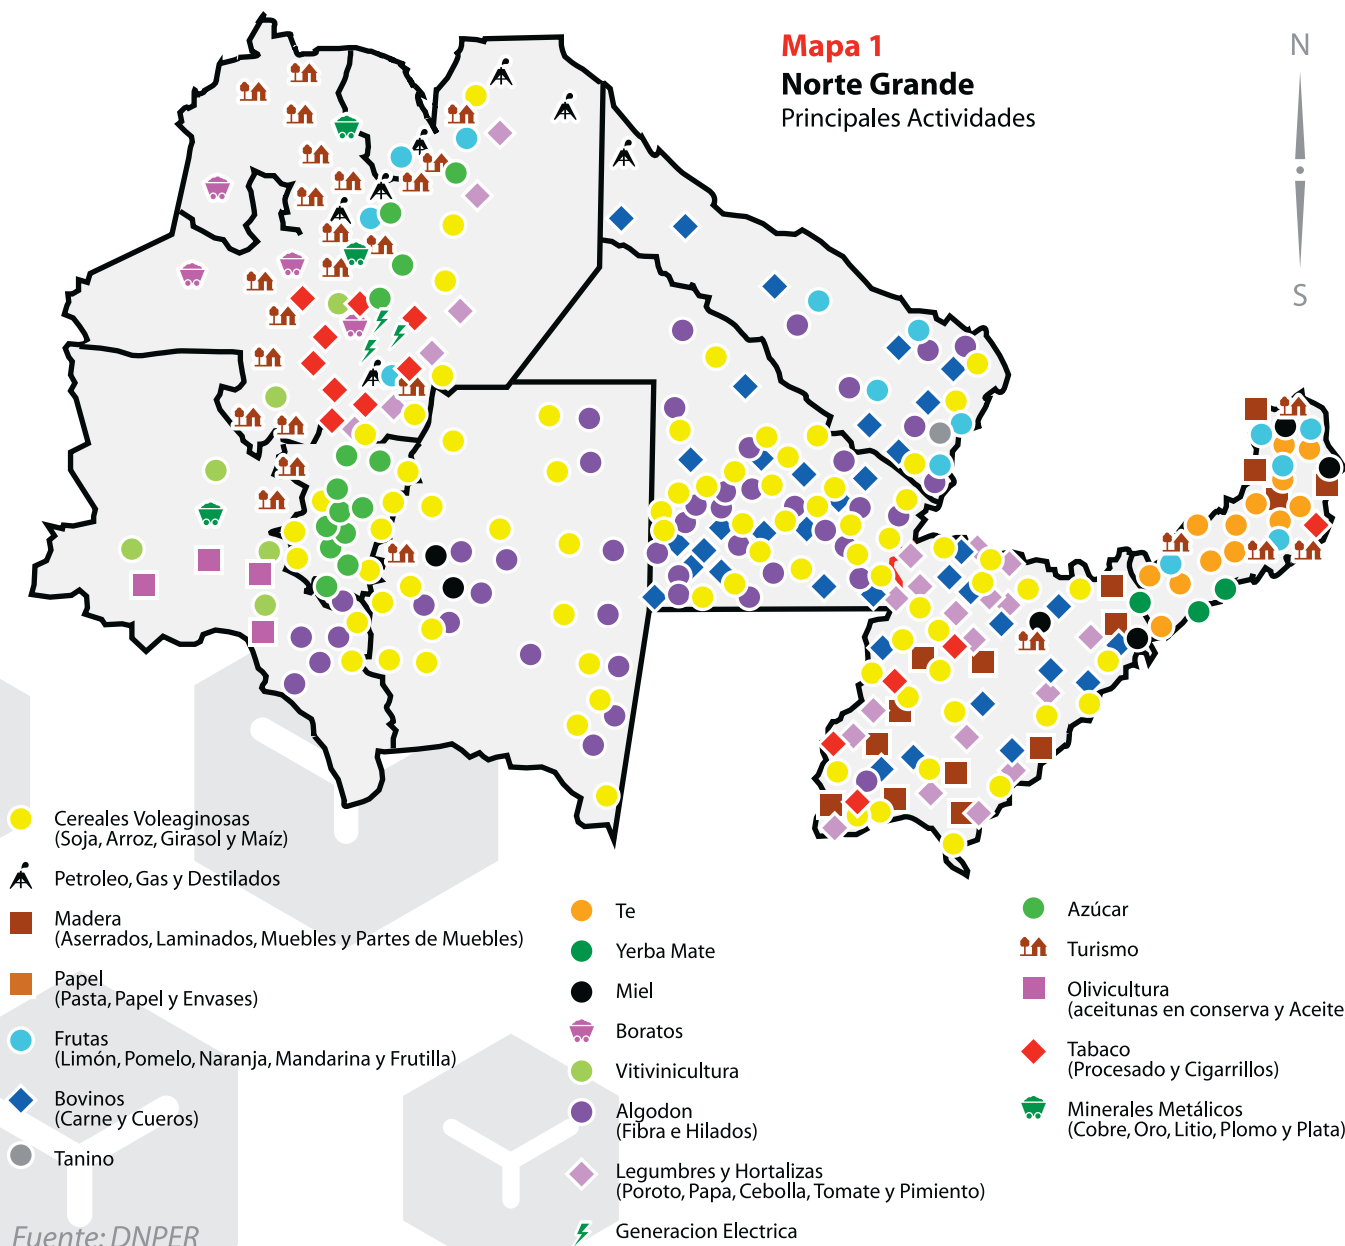 Mapa 1
Norte Grande
Principales Actividades
N
S
Cereales Voleaginosas
(Soja, Arroz, Girasol y Maíz)
Petroleo, Gas y Destilados
Madera
(Aserrados, Laminados, Muebles y Partes de Muebles)
Papel
(Pasta, Papel y Envases)
Frutas
(Limón, Pomelo, Naranja, Mandarina y Frutilla)
Bovinos
(Carne y Cueros)
Tanino
Te
Yerba Mate
Miel
Boratos
Vitivinicultura
Algodon
(Fibra e Hilados)
Legumbres y Hortalizas
(Poroto, Papa, Cebolla, Tomate y Pimiento)
Generacion Electrica
Azúcar
Turismo
Olivicultura
(aceitunas en conserva y Aceite
Tabaco
(Procesado y Cigarrillos)
Minerales Metálicos
(Cobre, Oro, Litio, Plomo y Plata)
Fuente: DNPER